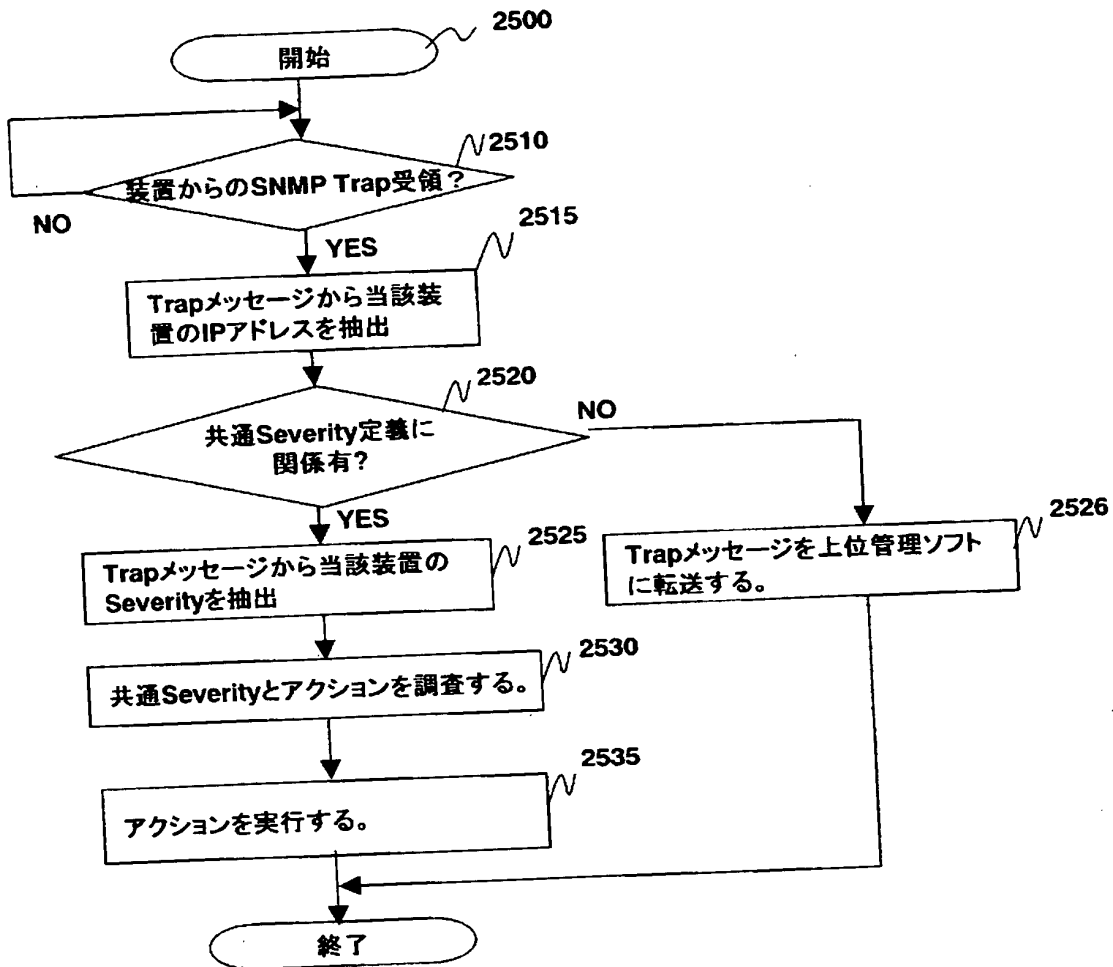 2500
開始
2510
装置からのSNMP Trap受領？
NO
YES
2515
Trapメッセージから当該装
置のIPアドレスを抽出
2520
共通Severity定義に
関係有?
NO
YES
2525
Trapメッセージから当該装置の
Severityを抽出
2526
Trapメッセージを上位管理ソフト
に転送する。
2530
共通Severityとアクションを調査する。
2535
アクションを実行する。
終了